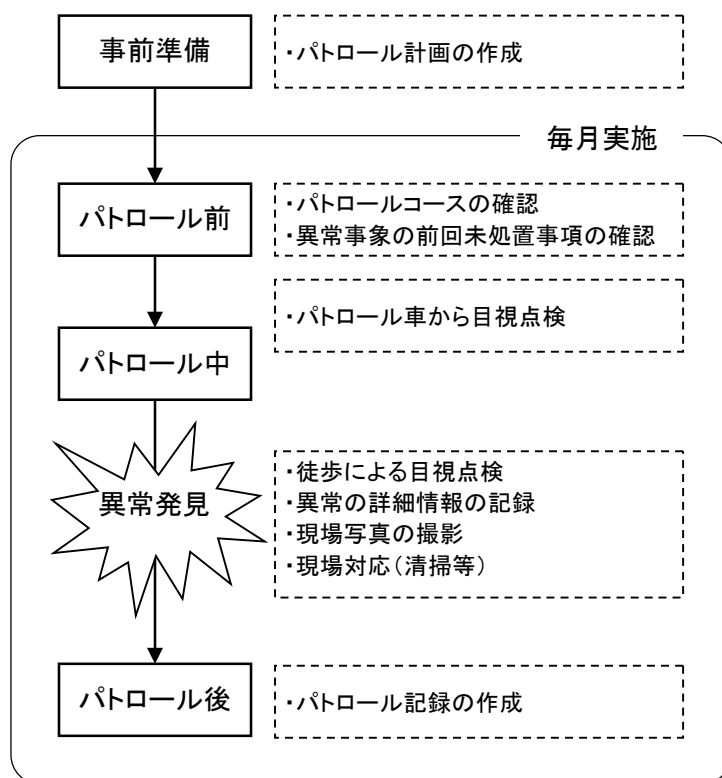 事前準備
・パトロール計画の作成
毎月実施
パトロール前
・パトロールコースの確認
・異常事象の前回未処置事項の確認
・パトロール車から目視点検
パトロール中
異常発見
・徒歩による目視点検
・異常の詳細情報の記録
・現場写真の撮影
・現場対応（清掃等）
パトロール後
・パトロール記録の作成